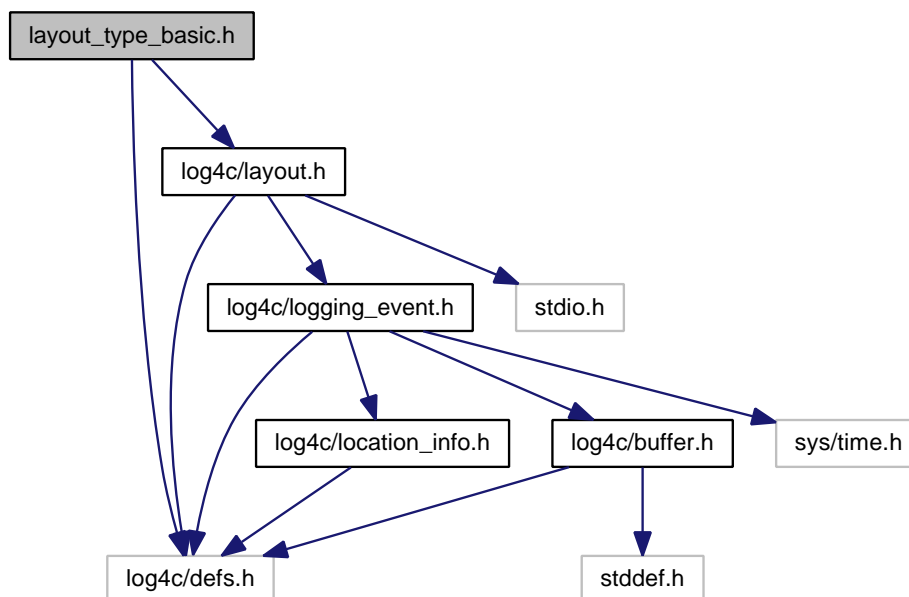 layout_type_basic.h
log4c/layout.h
log4c/logging_event.h
stdio.h
log4c/location_info.h
log4c/buffer.h
sys/time.h
log4c/defs.h
stddef.h